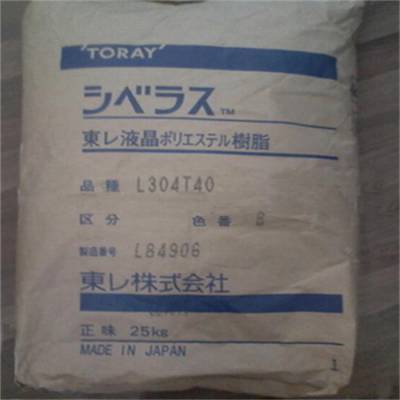 'TORAY'
シベラス™
東レ液晶ポリエステル樹脂
品種 L304T40
区分 色番 B
製造番号 L84906
東レ株式会社
正味 25kg
MADE IN JAPAN
1